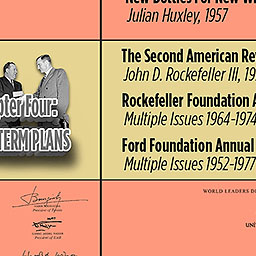 New Bottles For New W
Julian Huxley, 1957
The Second American Re
John D. Rockefeller III, 19
Rockefeller Foundation A
Multiple Issues 1964-1974
Ford Foundation Annual
Multiple Issues 1952-1977
pter Four:
TERM PLANS
WORLD LEADERS D
UNI